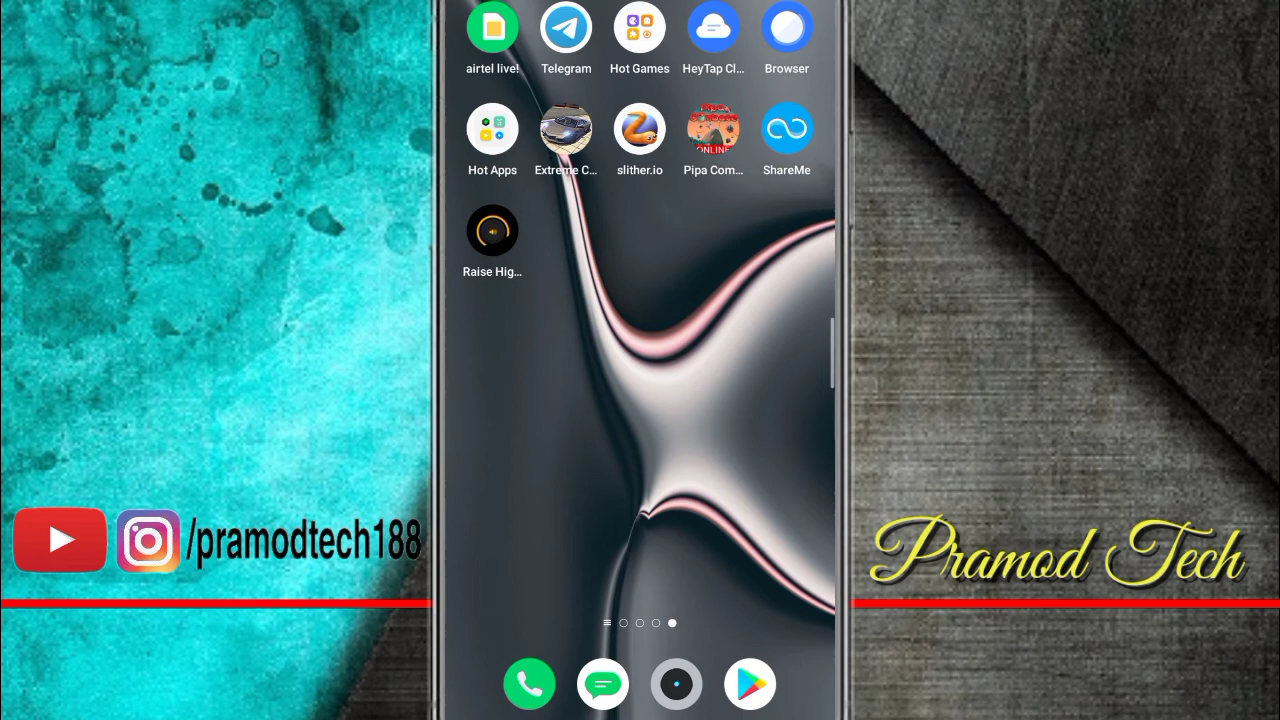 airtel live!
Telegram
Hot Games
HeyTap Cl...
Browser
Hot Apps
Extreme C...
slither.io
Pipa Com...
ShareMe
ONLINE
Raise Hig...
/pramodtech188
Pramod Tech